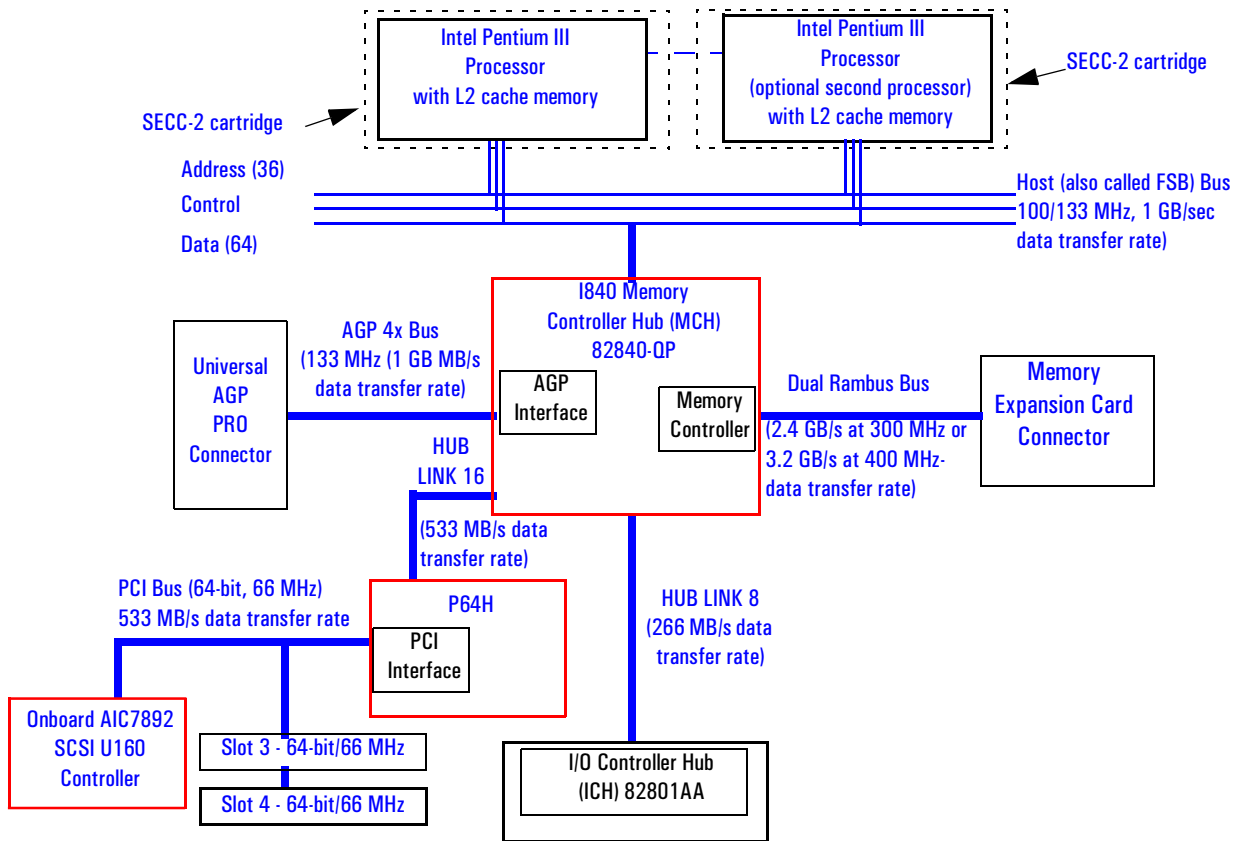 Intel Pentium III
Processor
with L2 cache memory
Intel Pentium III
Processor
(optional second processor)
with L2 cache memory
SECC-2 cartridge
SECC-2 cartridge
Address (36)
Control
Data (64)
Host (also called FSB) Bus
100/133 MHz, 1 GB/sec
data transfer rate)
I840 Memory
Controller Hub (MCH)
82840-QP
AGP
Interface
Memory
Controller
AGP 4x Bus
(133 MHz (1 GB MB/s
data transfer rate)
Universal
AGP
PRO
Connector
Dual Rambus Bus
(2.4 GB/s at 300 MHz or
3.2 GB/s at 400 MHz-
data transfer rate)
Memory
Expansion Card
Connector
HUB
LINK 16
(533 MB/s data
transfer rate)
PCI Bus (64-bit, 66 MHz)
533 MB/s data transfer rate
P64H
PCI
Interface
HUB LINK 8
(266 MB/s data
transfer rate)
Onboard AIC7892
SCSI U160
Controller
Slot 3 - 64-bit/66 MHz
Slot 4 - 64-bit/66 MHz
I/O Controller Hub
(ICH) 82801AA